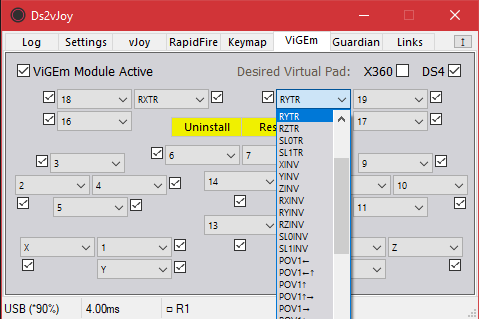 Ds2vJoy
Log Settings vJoy RapidFire Keymap ViGEm Guardian Links
ViGEm Module Active Desired Virtual Pad: X360 DS4
18 RXTR RYTR 19
16 17
Uninstall Res
RYTR
RZTR
SL0TR
SL1TR
XINV
YINV
ZINV
RXINV
RYINV
RZINV
SL0INV
SL1INV
POV1←
POV1←↑
POV1↑
POV1↑→
POV1→
3 6 7 9
2 4 14 10
5 11
13
X 1 Z
Y
USB (*90%) 4.00ms □ R1